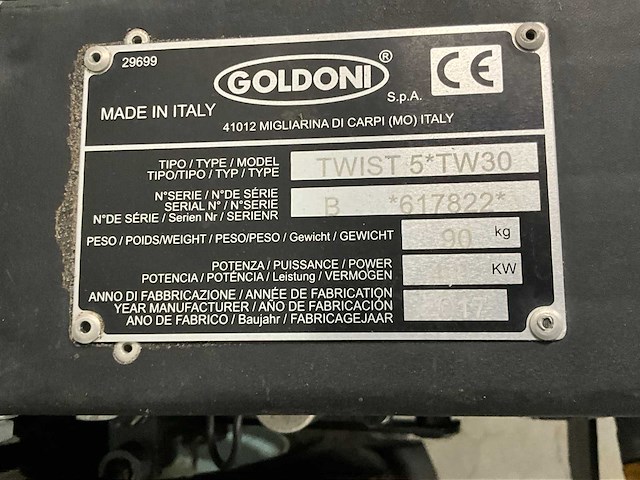 29699
GOLDONI ®
S.p.A.
MADE IN ITALY
41012 MIGLIARINA DI CARPI (MO) ITALY
CE
TIPO / TYPE / MODEL
TIPO/TIPO / TYP / TYPE
TWIST 5*TW30
N°SERIE / N°DE SÉRIE
SERIAL N° / N°SERIE
N°DE SÉRIE / Serien Nr / SERIENR
B *617822*
PESO / POIDS/WEIGHT / PESO/PESO / Gewicht / GEWICHT
90 kg
POTENZA / PUISSANCE / POWER
POTENCIA / POTÊNCIA / Leistung / VERMOGEN
KW
ANNO DI FABBRICAZIONE / ANNÉE DE FABRICATION
YEAR MANUFACTURER / AÑO DE FABRICACIÓN
ANO DE FABRICO / Baujahr / FABRICAGEJAAR